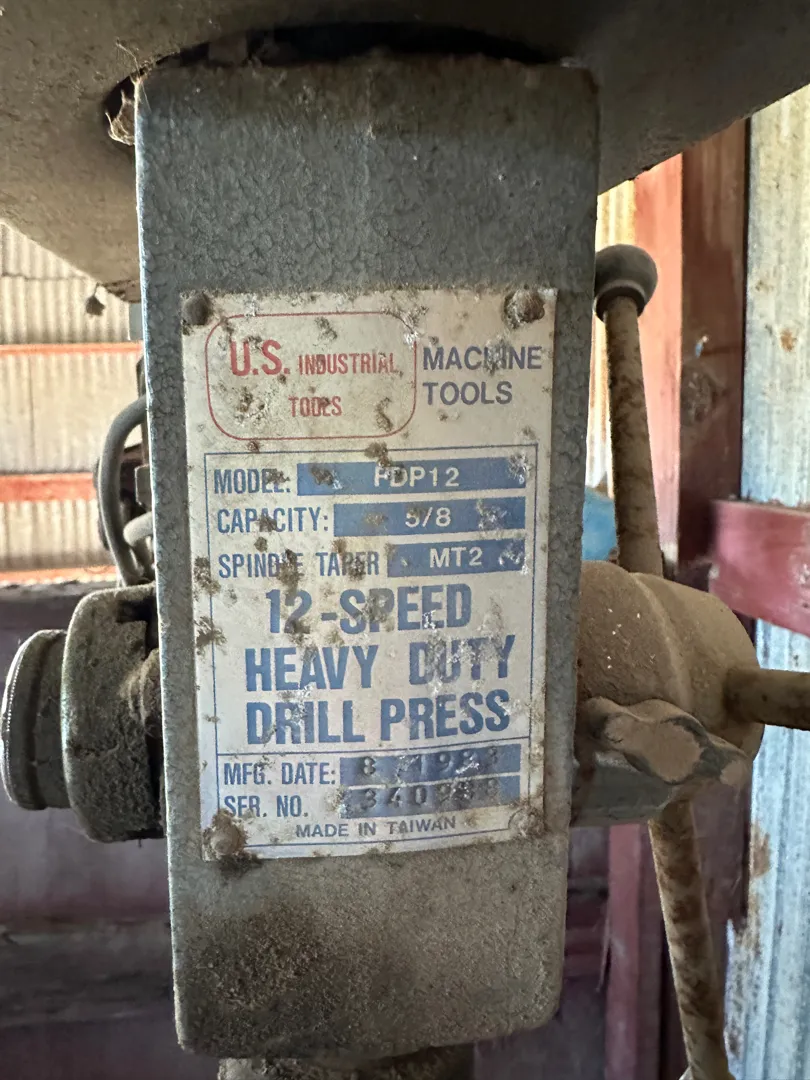 U.S. INDUSTRIAL
TOOLS
MACHINE
TOOLS
MODEL: PDP12
CAPACITY: 5/8
SPINDLE TAPER MT2
12-SPEED
HEAVY DUTY
DRILL PRESS
MFG. DATE:
SER. NO.
MADE IN TAIWAN